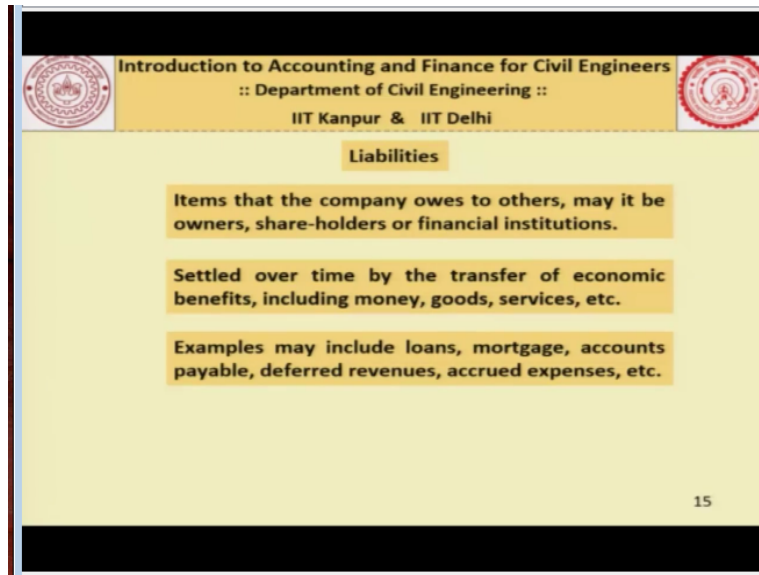 Introduction to Accounting and Finance for Civil Engineers
:: Department of Civil Engineering ::
IIT Kanpur & IIT Delhi
Liabilities
Items that the company owes to others, may it be
owners, share-holders or financial institutions.
Settled over time by the transfer of economic
benefits, including money, goods, services, etc.
Examples may include loans, mortgage, accounts
payable, deferred revenues, accrued expenses, etc.
15